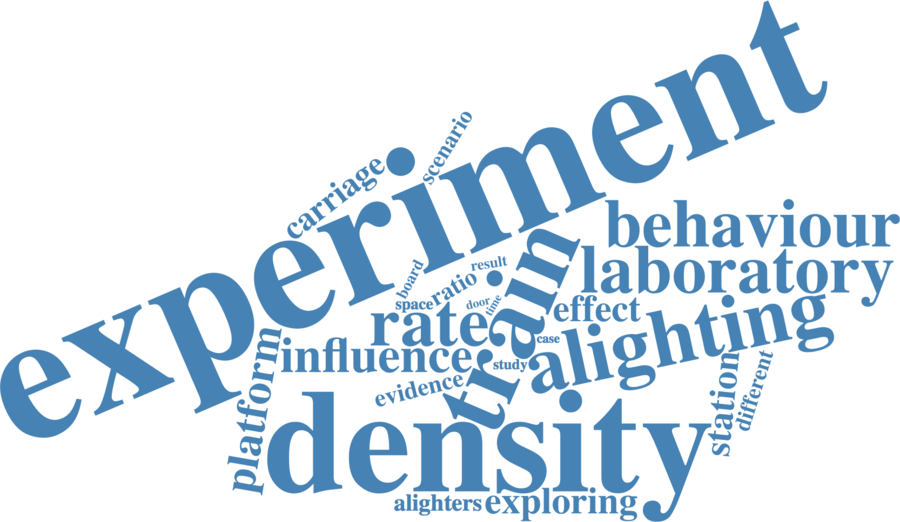 experiment
scenario
carriage
behaviour
laboratory
train
result
board
ratio
space
door
time
effect
rate
alighting
case
influence
study
evidence
platform
density
station
different
alighters
exploring